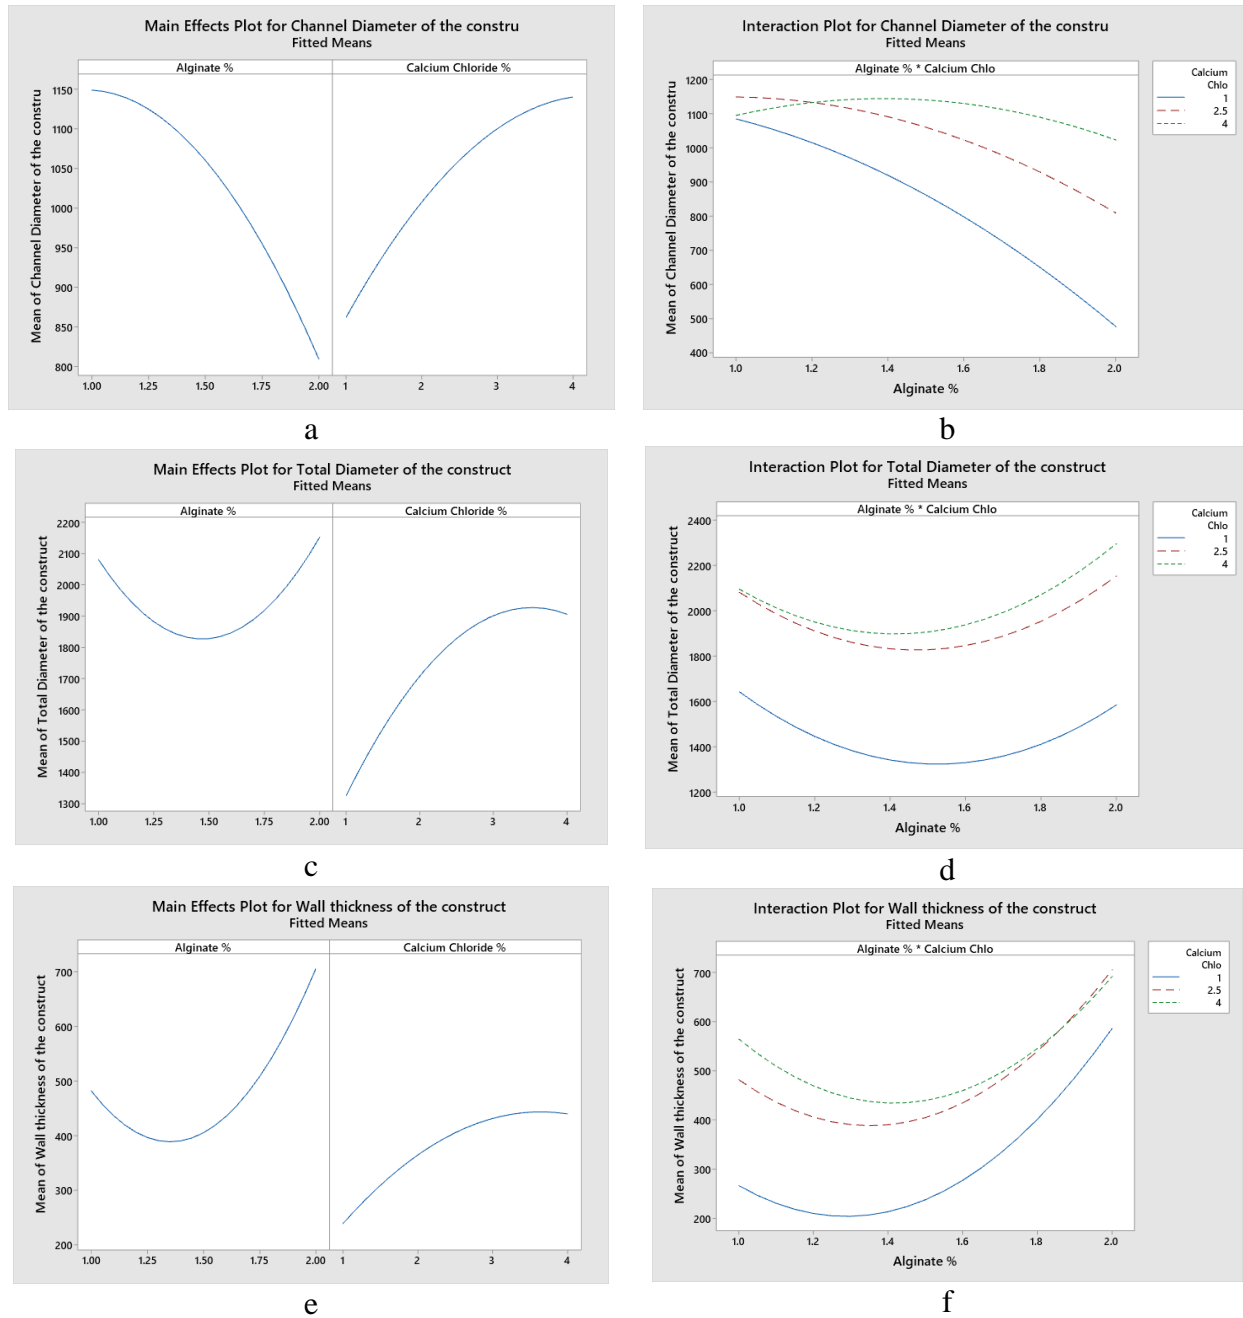 Main Effects Plot for Channel Diameter of the constru
Fitted Means
Alginate %
Calcium Chloride %
Mean of Channel Diameter of the constru
1150
1100
1050
1000
950
900
850
800
1.00 1.25 1.50 1.75 2.00 1 2 3 4
a
Interaction Plot for Channel Diameter of the constru
Fitted Means
Alginate % * Calcium Chlo
Mean of Channel Diameter of the constru
1200
1100
1000
900
800
700
600
500
400
1.0 1.2 1.4 1.6 1.8 2.0
Alginate %
Calcium
Chlo
1
2.5
4
b
Main Effects Plot for Total Diameter of the construct
Fitted Means
Alginate %
Calcium Chloride %
Mean of Total Diameter of the construct
2200
2100
2000
1900
1800
1700
1600
1500
1400
1300
1.00 1.25 1.50 1.75 2.00 1 2 3 4
c
Interaction Plot for Total Diameter of the construct
Fitted Means
Alginate % * Calcium Chlo
Mean of Total Diameter of the construct
2400
2200
2000
1800
1600
1400
1200
1.0 1.2 1.4 1.6 1.8 2.0
Alginate %
Calcium
Chlo
1
2.5
4
d
Main Effects Plot for Wall thickness of the construct
Fitted Means
Alginate %
Calcium Chloride %
Mean of Wall thickness of the construct
700
600
500
400
300
200
1.00 1.25 1.50 1.75 2.00 1 2 3 4
e
Interaction Plot for Wall thickness of the construct
Fitted Means
Alginate % * Calcium Chlo
Mean of Wall thickness of the construct
700
600
500
400
300
200
1.0 1.2 1.4 1.6 1.8 2.0
Alginate %
Calcium
Chlo
1
2.5
4
f